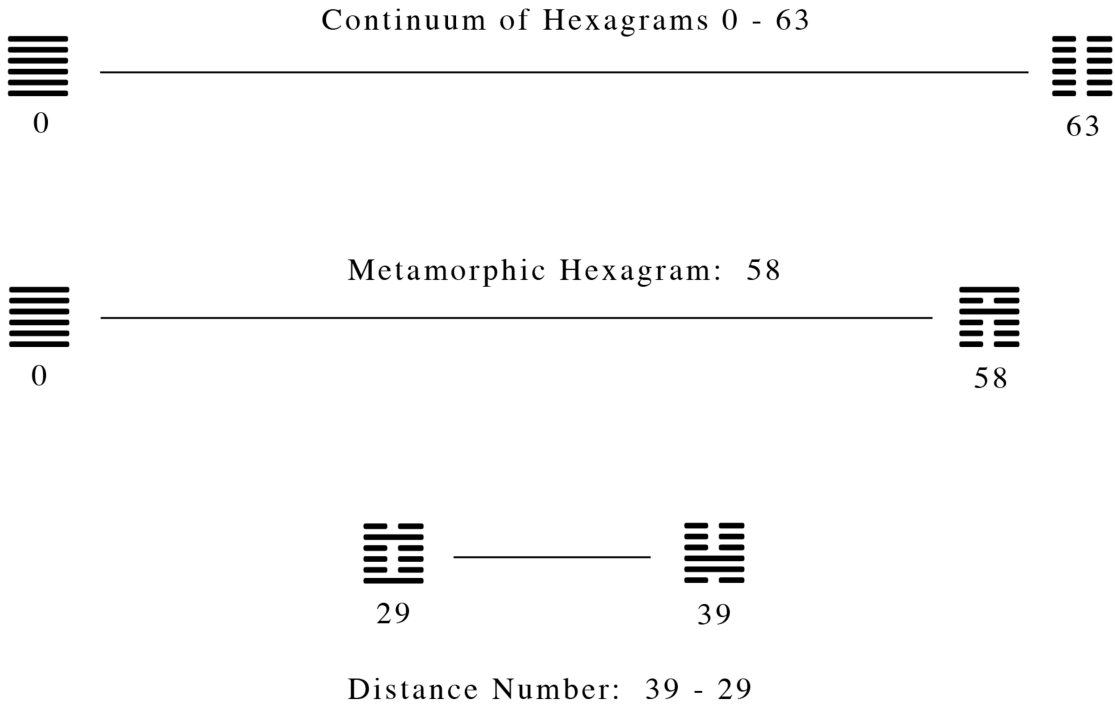 Continuum of Hexagrams 0 - 63
0
63
Metamorphic Hexagram: 58
0
58
29
39
Distance Number: 39 - 29